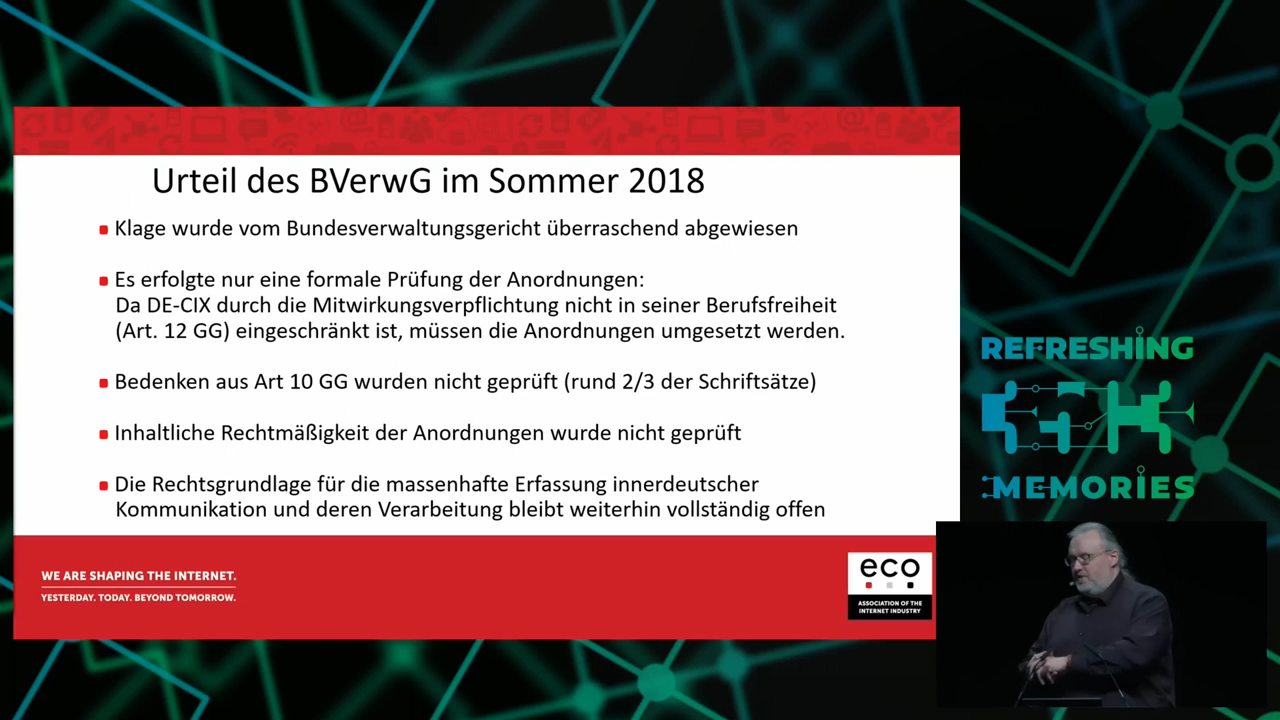 Urteil des BVerwG im Sommer 2018
Klage wurde vom Bundesverwaltungsgericht überraschend abgewiesen
Es erfolgte nur eine formale Prüfung der Anordnungen:
Da DE-CIX durch die Mitwirkungsverpflichtung nicht in seiner Berufsfreiheit
(Art. 12 GG) eingeschränkt ist, müssen die Anordnungen umgesetzt werden.
Bedenken aus Art 10 GG wurden nicht geprüft (rund 2/3 der Schriftsätze)
Inhaltliche Rechtmäßigkeit der Anordnungen wurde nicht geprüft
Die Rechtsgrundlage für die massenhafte Erfassung innerdeutscher
Kommunikation und deren Verarbeitung bleibt weiterhin vollständig offen
WE ARE SHAPING THE INTERNET.
YESTERDAY. TODAY. BEYOND TOMORROW.
eco
ASSOCIATION OF THE
INTERNET INDUSTRY
REFRESHING
MEMORIES